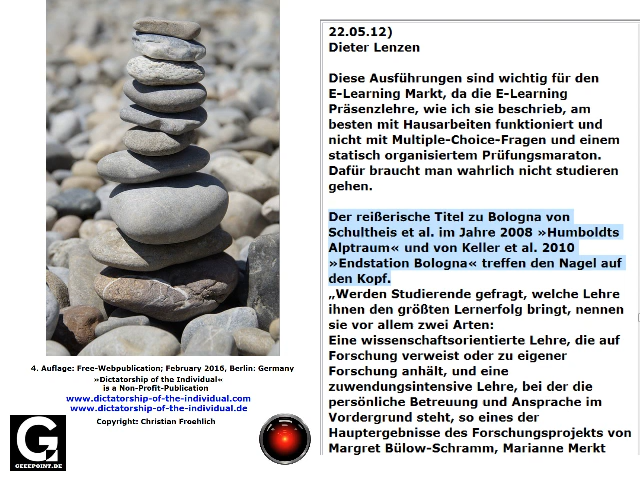 4. Auflage: Free-Webpublication; February 2016, Berlin: Germany
»Dictatorship of the Individual«
is a Non-Profit-Publication
www.dictatorship-of-the-individual.com
www.dictatorship-of-the-individual.de
Copyright: Christian Froehlich
G
GEEEPOINT.DE
22.05.12)
Dieter Lenzen
Diese Ausführungen sind wichtig für den
E-Learning Markt, da die E-Learning
Präsenzlehre, wie ich sie beschrieb, am
besten mit Hausarbeiten funktioniert und
nicht mit Multiple-Choice-Fragen und einem
statisch organisiertem Prüfungsmaraton.
Dafür braucht man wahrlich nicht studieren
gehen.
Der reißerische Titel zu Bologna von
Schultheis et al. im Jahre 2008 »Humboldts
Alptraum« und von Keller et al. 2010
»Endstation Bologna« treffen den Nagel auf
den Kopf.
„Werden Studierende gefragt, welche Lehre
ihnen den größten Lernerfolg bringt, nennen
sie vor allem zwei Arten:
Eine wissenschaftsorientierte Lehre, die auf
Forschung verweist oder zu eigener
Forschung anhält, und eine
zuwendungsintensive Lehre, bei der die
persönliche Betreuung und Ansprache im
Vordergrund steht, so eines der
Hauptergebnisse des Forschungsprojekts von
Margret Bülow-Schramm, Marianne Merkt